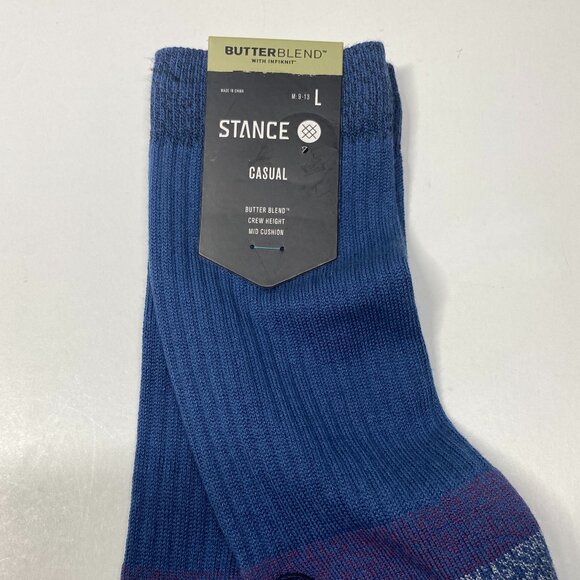 BUTTERBLEND™
WITH INFIKNIT™
MADE IN CHINA
M: 9-13 L
STANCE
CASUAL
BUTTER BLEND™
CREW HEIGHT
MID CUSHION